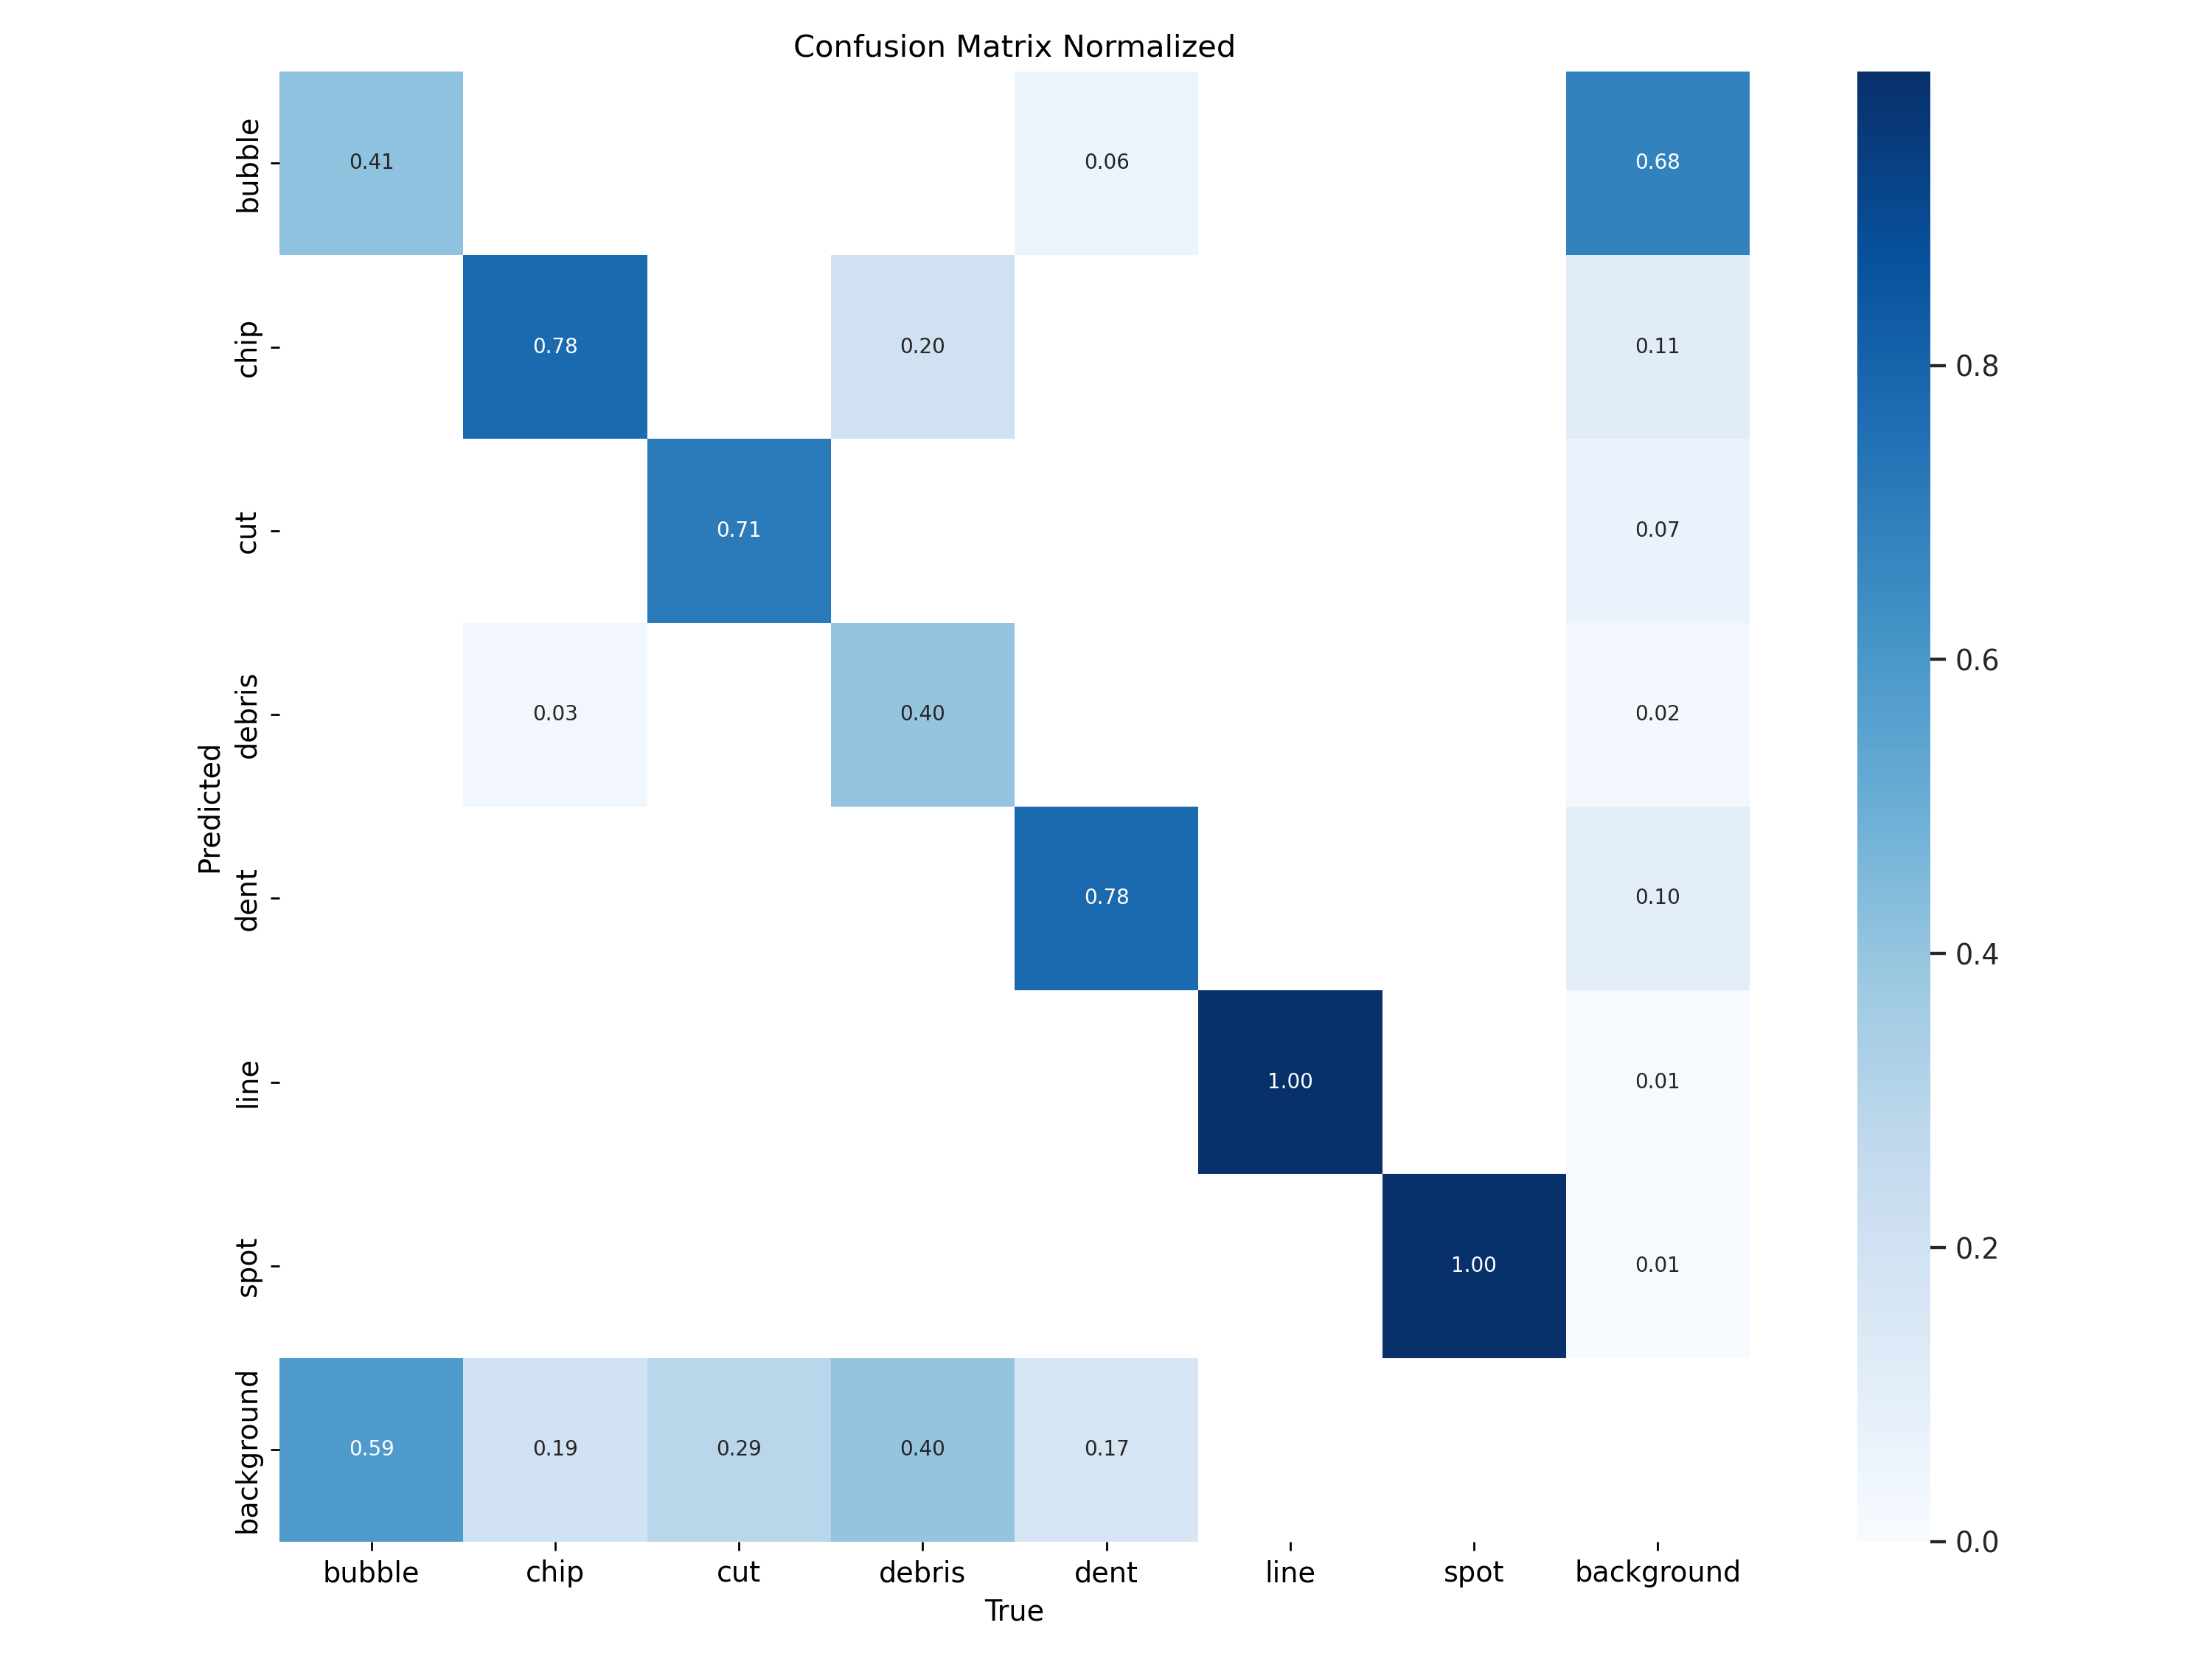 Confusion Matrix Normalized
bubble 0.41 0.06 0.68
chip 0.78 0.20 0.11
0.8
cut 0.71 0.07
0.6
debris 0.03 0.40 0.02
Predicted
dent 0.78 0.10
0.4
line 1.00 0.01
0.2
spot 1.00 0.01
background 0.59 0.19 0.29 0.40 0.17
0.0
bubble chip cut debris dent line spot background
True